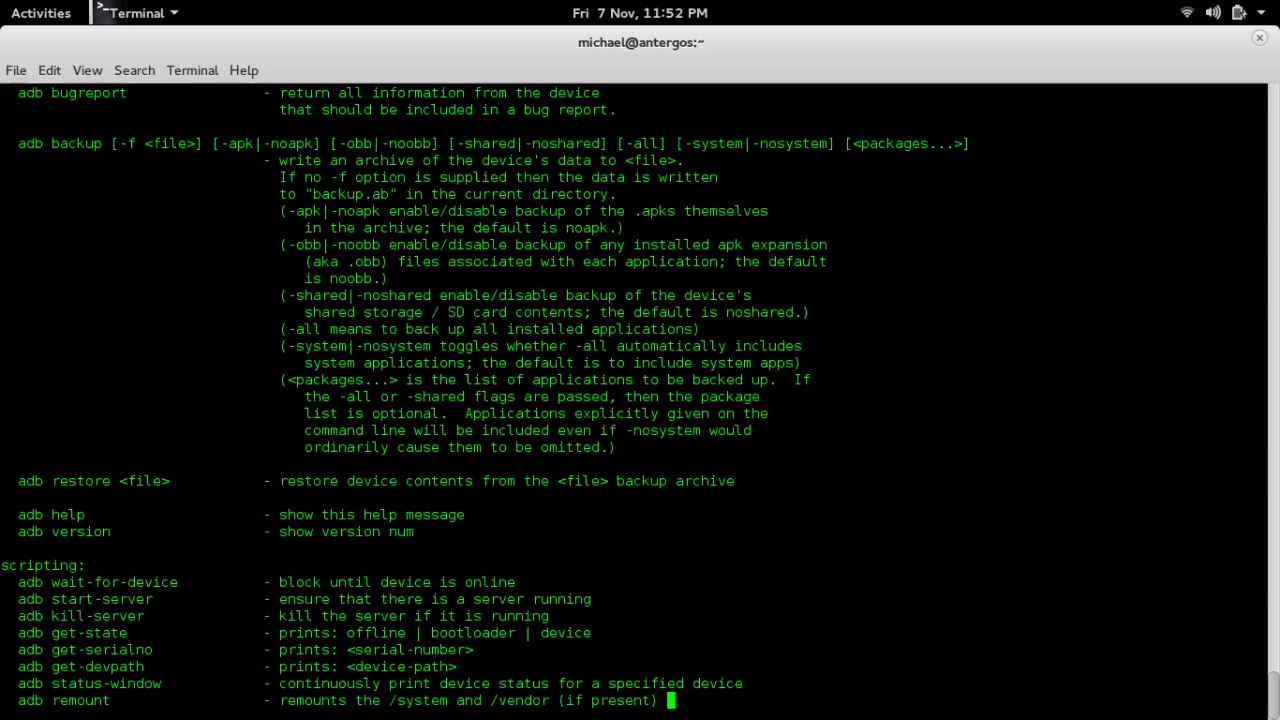 Activities
Terminal
Fri 7 Nov, 11:52 PM
michael@antergos:~
File Edit View Search Terminal Help
adb bugreport - return all information from the device
that should be included in a bug report.
adb backup [-f <file>] [-apk|-noapk] [-obb|-noobb] [-shared|-noshared] [-all] [-system|-nosystem] [<packages...>]
- write an archive of the device's data to <file>.
If no -f option is supplied then the data is written
to "backup.ab" in the current directory.
(-apk|-noapk enable/disable backup of the .apks themselves
in the archive; the default is noapk.)
(-obb|-noobb enable/disable backup of any installed apk expansion
(aka .obb) files associated with each application; the default
is noobb.)
(-shared|-noshared enable/disable backup of the device's
shared storage / SD card contents; the default is noshared.)
(-all means to back up all installed applications)
(-system|-nosystem toggles whether -all automatically includes
system applications; the default is to include system apps)
(<packages...> is the list of applications to be backed up.  If
the -all or -shared flags are passed, then the package
list is optional.  Applications explicitly given on the
command line will be included even if -nosystem would
ordinarily cause them to be omitted.)
adb restore <file> - restore device contents from the <file> backup archive
adb help - show this help message
adb version - show version num
scripting:
adb wait-for-device - block until device is online
adb start-server - ensure that there is a server running
adb kill-server - kill the server if it is running
adb get-state - prints: offline | bootloader | device
adb get-serialno - prints: <serial-number>
adb get-devpath - prints: <device-path>
adb status-window - continuously print device status for a specified device
adb remount - remounts the /system and /vendor (if present)